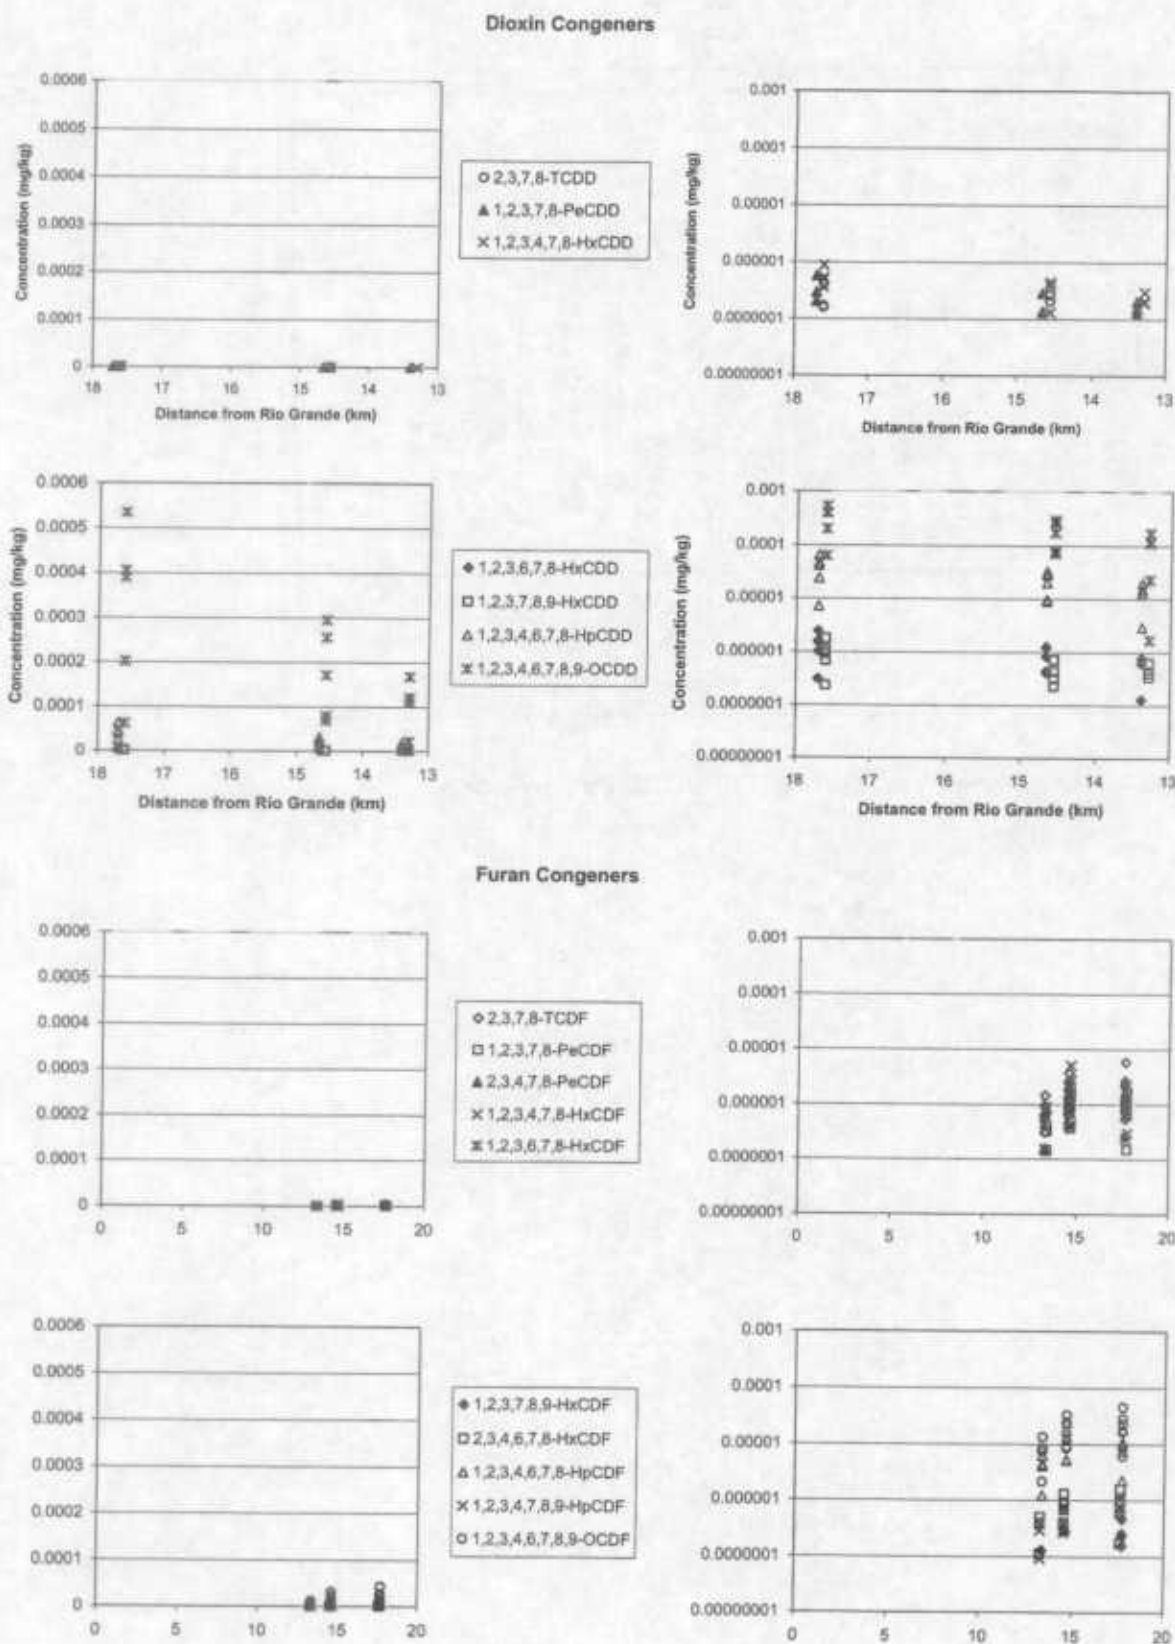 Dioxin Congeners
0.0006
0.0005
0.0004
0.0003
0.0002
0.0001
0
Concentration (mg/kg)
18 17 16 15 14 13
Distance from Rio Grande (km)
2,3,7,8-TCDD
1,2,3,7,8-PeCDD
1,2,3,4,7,8-HxCDD
0.001
0.0001
0.00001
0.000001
0.0000001
0.00000001
Concentration (mg/kg)
18 17 16 15 14 13
Distance from Rio Grande (km)
0.0006
0.0005
0.0004
0.0003
0.0002
0.0001
0
Concentration (mg/kg)
18 17 16 15 14 13
Distance from Rio Grande (km)
1,2,3,6,7,8-HxCDD
1,2,3,7,8,9-HxCDD
1,2,3,4,6,7,8-HpCDD
1,2,3,4,6,7,8,9-OCDD
0.001
0.0001
0.00001
0.000001
0.0000001
0.00000001
Concentration (mg/kg)
18 17 16 15 14 13
Distance from Rio Grande (km)
Furan Congeners
0.0006
0.0005
0.0004
0.0003
0.0002
0.0001
0
0 5 10 15 20
2,3,7,8-TCDF
1,2,3,7,8-PeCDF
2,3,4,7,8-PeCDF
1,2,3,4,7,8-HxCDF
1,2,3,6,7,8-HxCDF
0.001
0.0001
0.00001
0.000001
0.0000001
0.00000001
0 5 10 15 20
0.0006
0.0005
0.0004
0.0003
0.0002
0.0001
0
0 5 10 15 20
1,2,3,7,8,9-HxCDF
2,3,4,6,7,8-HxCDF
1,2,3,4,6,7,8-HpCDF
1,2,3,4,7,8,9-HpCDF
1,2,3,4,6,7,8,9-OCDF
0.001
0.0001
0.00001
0.000001
0.0000001
0.00000001
0 5 10 15 20